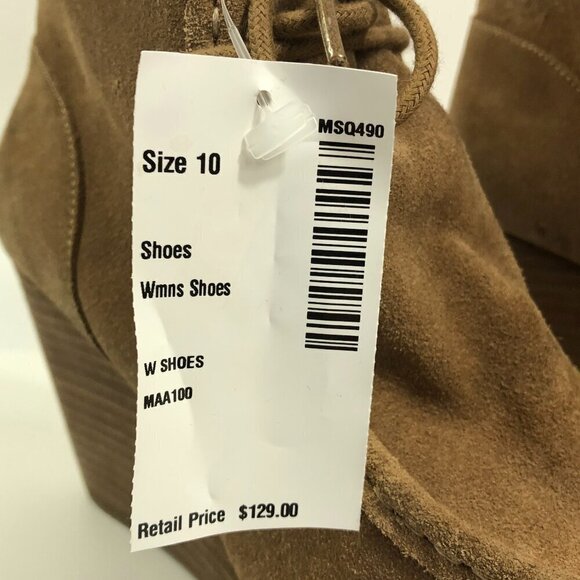 MSQ490
Size 10
Shoes
Wmns Shoes
W SHOES
MAA100
Retail Price $129.00